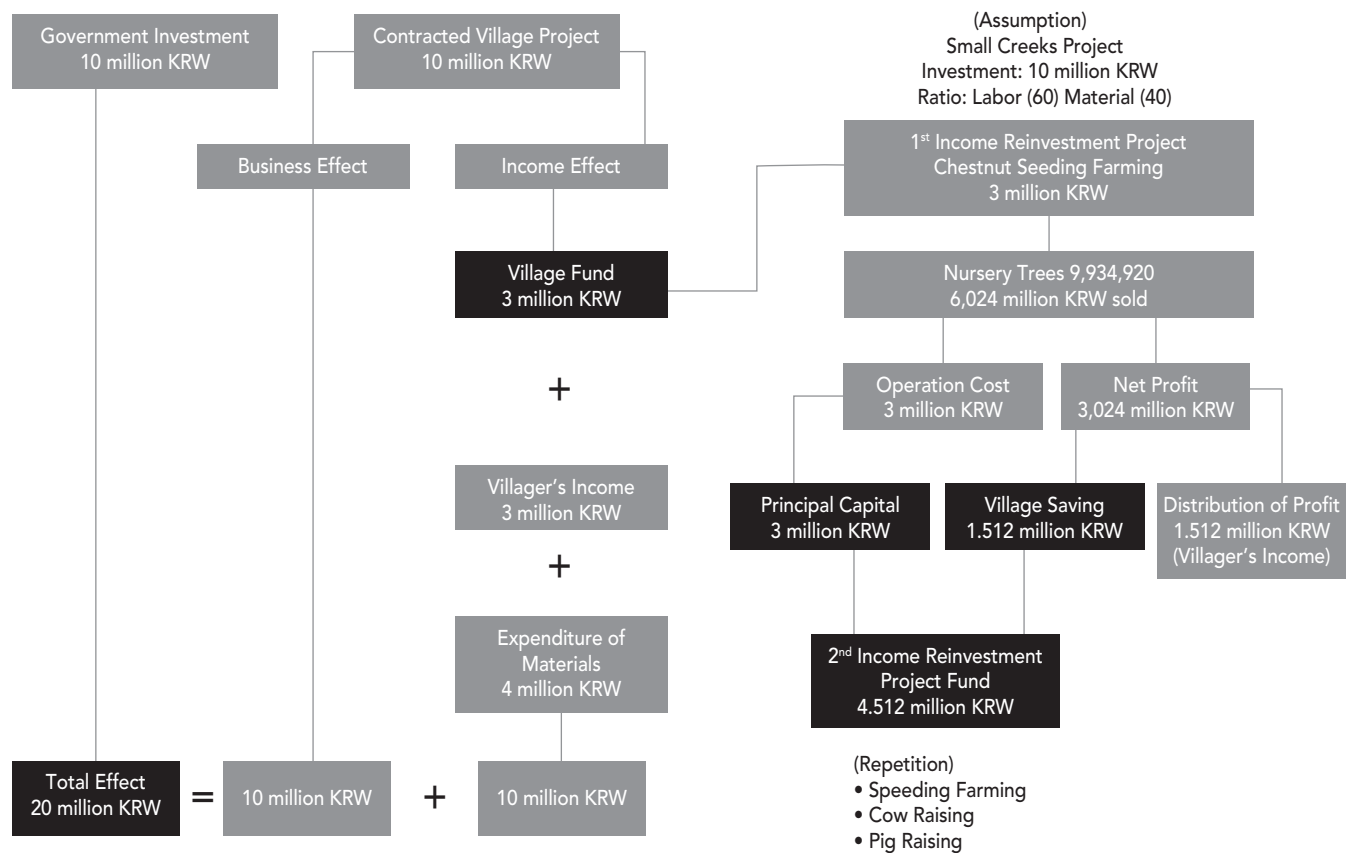 Government Investment
10 million KRW
Contracted Village Project
10 million KRW
(Assumption)
Small Creeks Project
Investment: 10 million KRW
Ratio: Labor (60) Material (40)
Business Effect
Income Effect
1st Income Reinvestment Project
Chestnut Seeding Farming
3 million KRW
Village Fund
3 million KRW
Nursery Trees 9,934,920
6,024 million KRW sold
+
Operation Cost
3 million KRW
Net Profit
3,024 million KRW
Villager’s Income
3 million KRW
Principal Capital
3 million KRW
Village Saving
1.512 million KRW
Distribution of Profit
1.512 million KRW
(Villager’s Income)
+
Expenditure of
Materials
4 million KRW
2nd Income Reinvestment
Project Fund
4.512 million KRW
Total Effect
20 million KRW
=
10 million KRW
+
10 million KRW
(Repetition)
• Speeding Farming
• Cow Raising
• Pig Raising